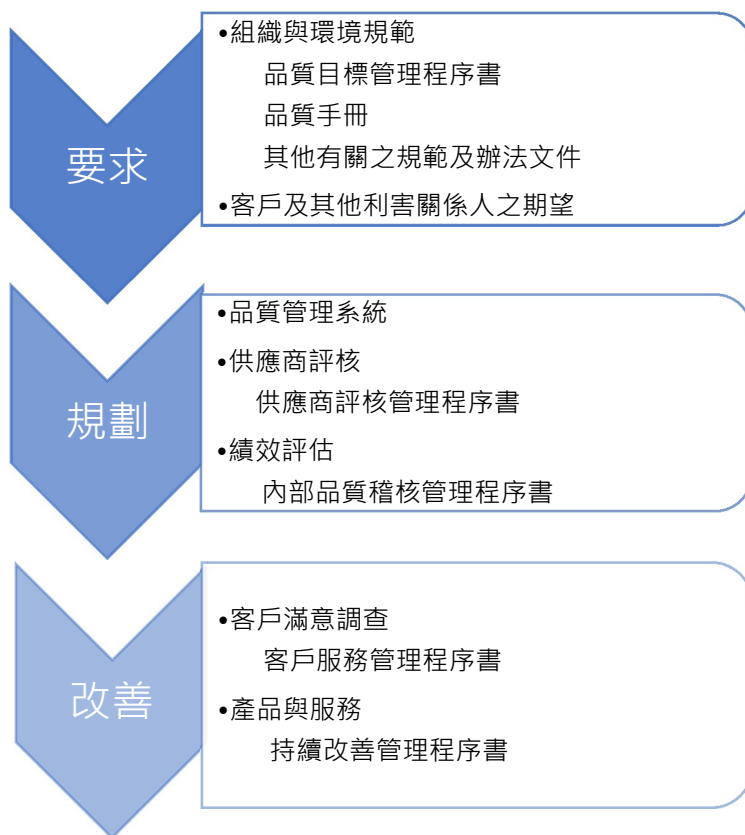 要求
•組織與環境規範
品質目標管理程序書
品質手冊
其他有關之規範及辦法文件
•客戶及其他利害關係人之期望
規劃
•品質管理系統
•供應商評核
供應商評核管理程序書
•績效評估
內部品質稽核管理程序書
改善
•客戶滿意調查
客戶服務管理程序書
•產品與服務
持續改善管理程序書